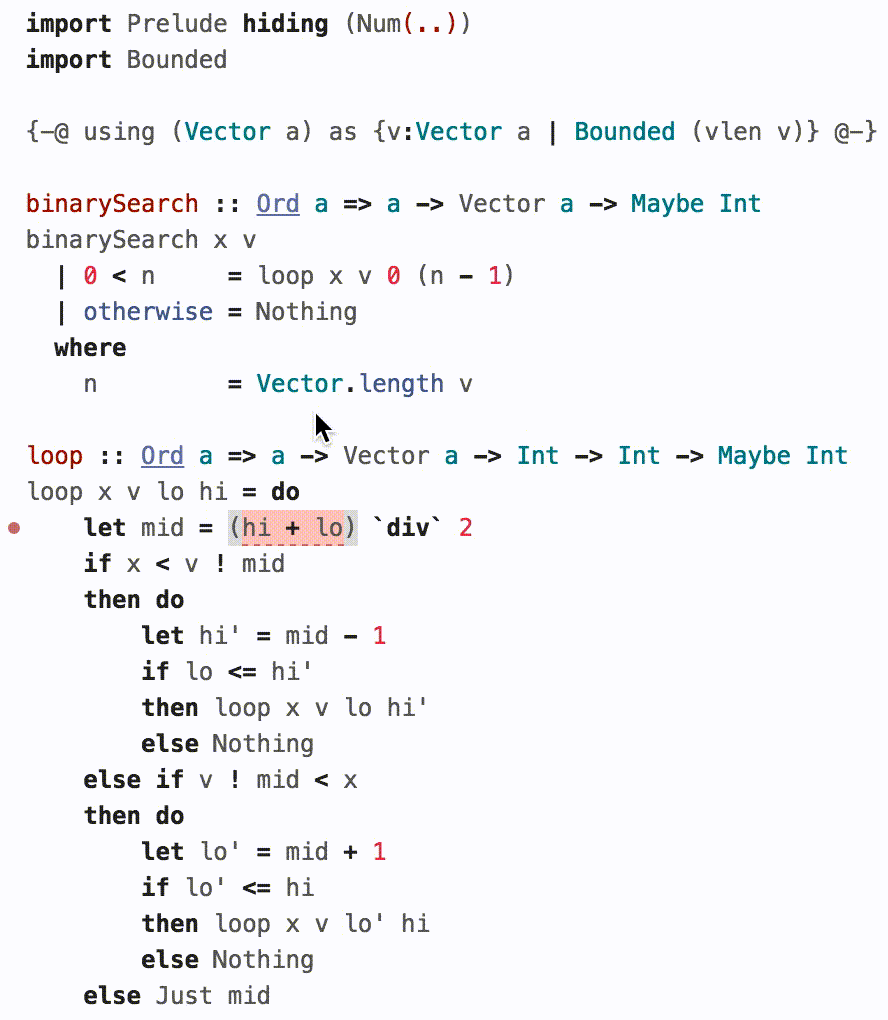 import Prelude hiding (Num(..))
import Bounded

{-@ using (Vector a) as {v:Vector a | Bounded (vlen v)} @-}

binarySearch :: Ord a => a -> Vector a -> Maybe Int
binarySearch x v
  | 0 < n     = loop x v 0 (n - 1)
  | otherwise = Nothing
  where
    n         = Vector.length v

loop :: Ord a => a -> Vector a -> Int -> Int -> Maybe Int
loop x v lo hi = do
    let mid = (hi + lo) `div` 2
    if x < v ! mid
    then do
        let hi' = mid - 1
        if lo <= hi'
        then loop x v lo hi'
        else Nothing
    else if v ! mid < x
    then do
        let lo' = mid + 1
        if lo' <= hi
        then loop x v lo' hi
        else Nothing
    else Just mid